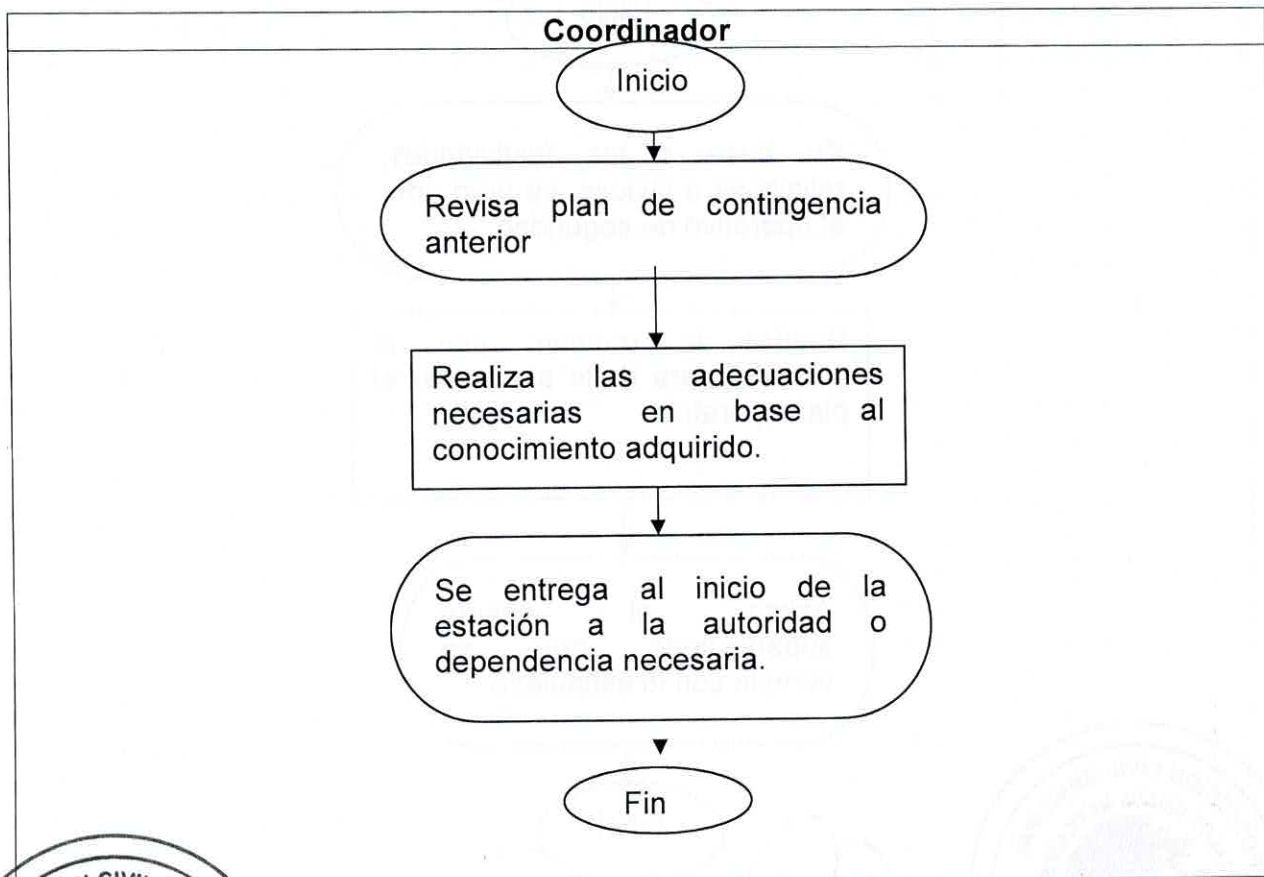 Coordinador
Inicio
Revisa plan de contingencia
anterior
Realiza las adecuaciones
necesarias en base al
conocimiento adquirido.
Se entrega al inicio de la
estación a la autoridad o
dependencia necesaria.
Fin
CIVIL